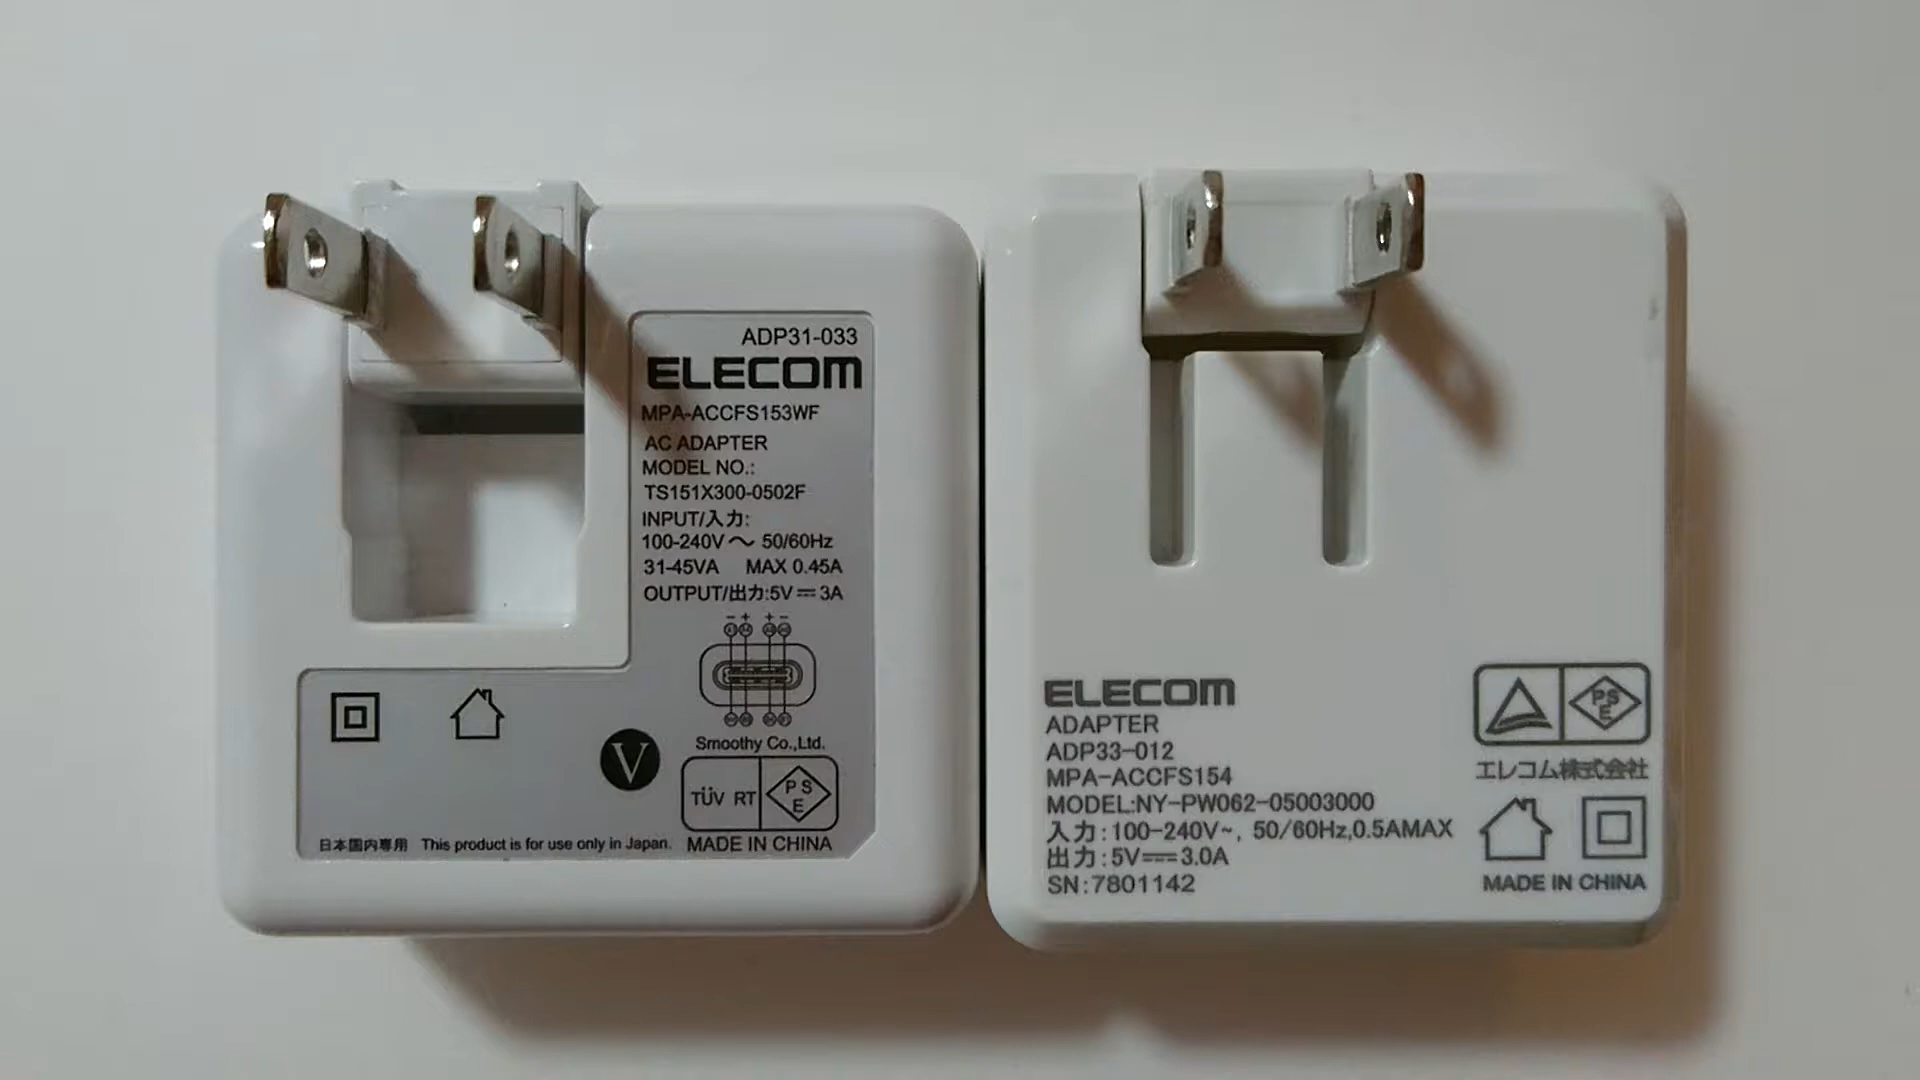 ADP31-033
ELECOM
MPA-ACCFS153WF
AC ADAPTER
MODEL NO.:
TS151X300-0502F
INPUT/入力:
100-240V～ 50/60Hz
31-45VA MAX 0.45A
OUTPUT/出力:5V⎓3A
- + + -
Smoothy Co.,Ltd.
V
TÜV RT
PSE
日本国内専用 This product is for use only in Japan.
MADE IN CHINA
ELECOM
ADAPTER
ADP33-012
MPA-ACCFS154
MODEL:NY-PW062-05003000
入力:100-240V~, 50/60Hz,0.5AMAX
出力:5V⎓3.0A
SN:7801142
PSE
エレコム株式会社
MADE IN CHINA